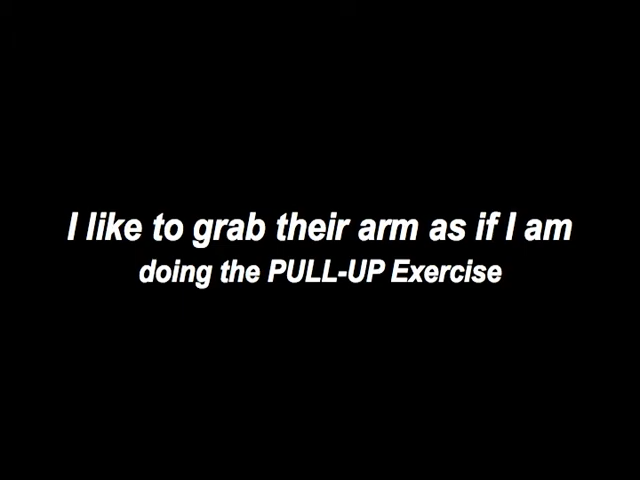 I like to grab their arm as if I am
doing the PULL-UP Exercise